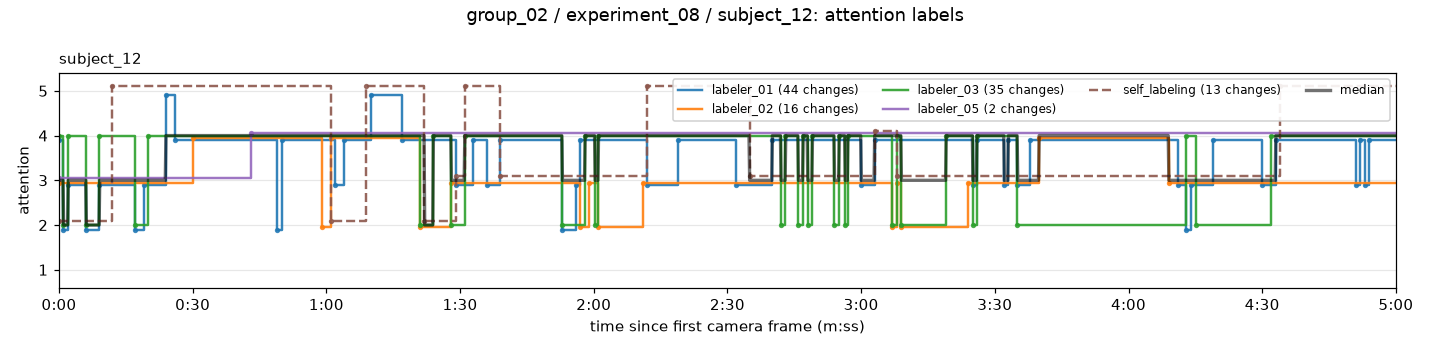 group_02 / experiment_08 / subject_12: attention labels
subject_12
labeler_01 (44 changes)
labeler_02 (16 changes)
labeler_03 (35 changes)
labeler_05 (2 changes)
self_labeling (13 changes)
median
attention
5
4
3
2
1
0:00 0:30 1:00 1:30 2:00 2:30 3:00 3:30 4:00 4:30 5:00
time since first camera frame (m:ss)